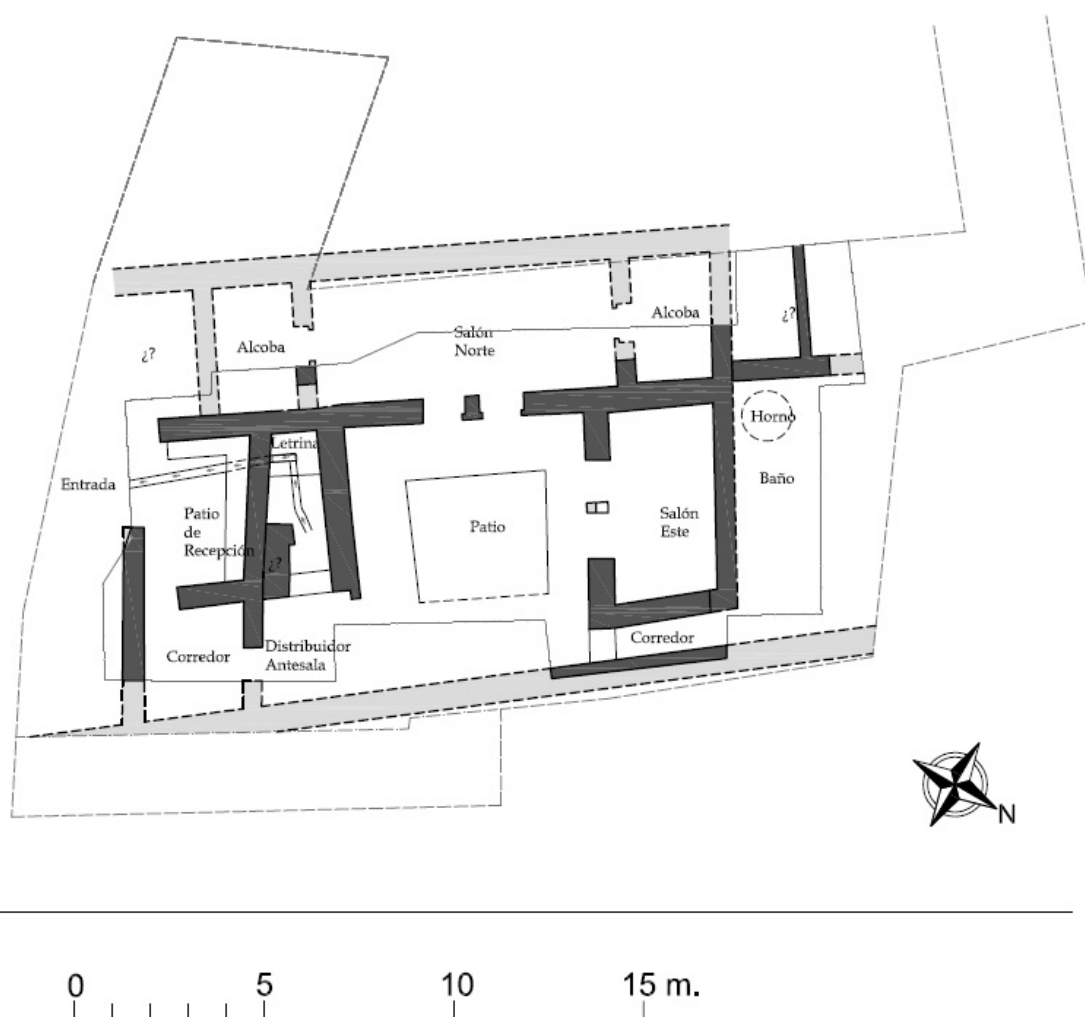 Alcoba
¿?
¿?
Alcoba
Salón
Norte
Horno
Letrina
Entrada
Baño
Patio
de
Recepción
Patio
Salón
Este
¿?
Corredor
Distribuidor
Antesala
Corredor
N
0 5 10 15 m.